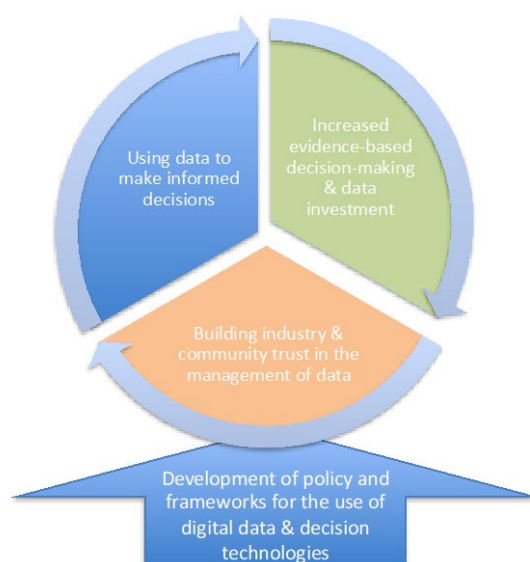 Using data to
make informed
decisions
Increased
evidence-based
decision-making
& data
investment
Building industry &
community trust in the
management of data
Development of policy and
frameworks for the use of
digital data & decision
technologies